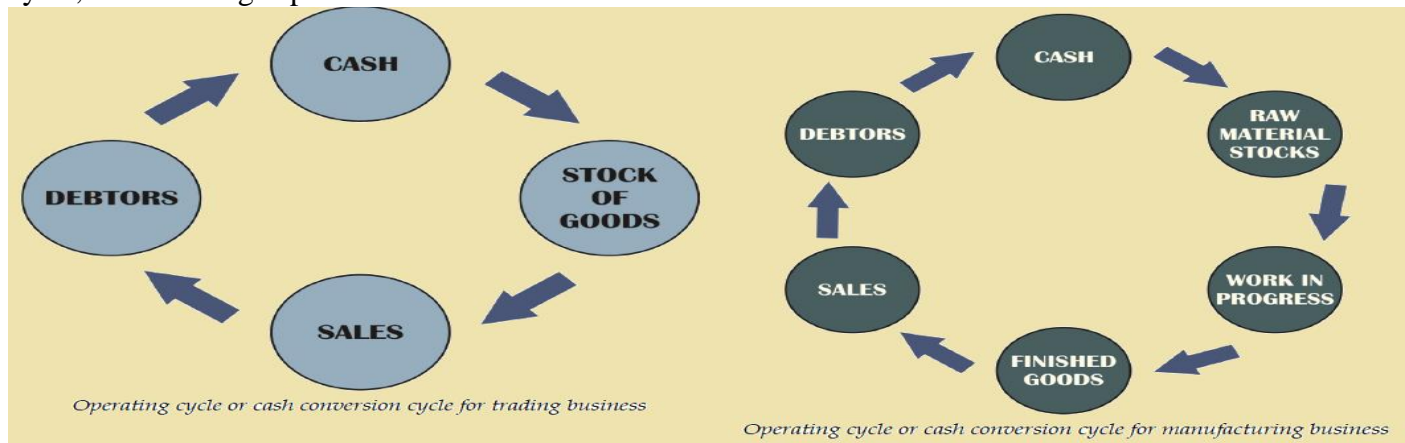 CASH
STOCK
OF
GOODS
SALES
DEBTORS
Operating cycle or cash conversion cycle for trading business
CASH
RAW
MATERIAL
STOCKS
WORK IN
PROGRESS
FINISHED
GOODS
SALES
DEBTORS
Operating cycle or cash conversion cycle for manufacturing business